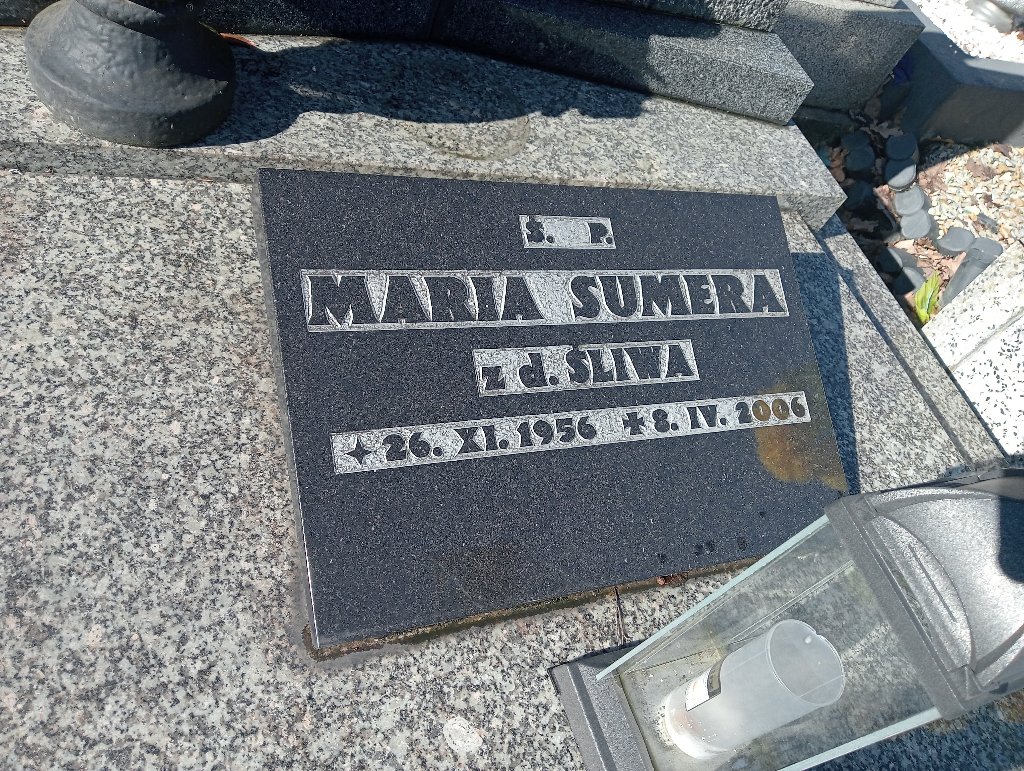 Ś. P.
MARIA SUMERA
z d. ŚLIWA
26. XI. 1956 8. IV. 2006